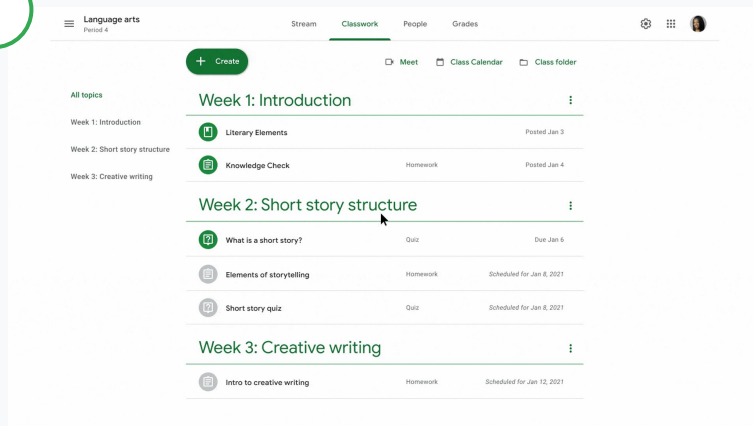 Language arts
Period 4
Stream
Classwork
People
Grades
Create
Meet
Class Calendar
Class folder
All topics
Week 1: Introduction
Week 2: Short story structure
Week 3: Creative writing
Week 1: Introduction
Literary Elements
Posted Jan 3
Knowledge Check
Homework
Posted Jan 4
Week 2: Short story structure
What is a short story?
Quiz
Due Jan 6
Elements of storytelling
Homework
Scheduled for Jan 8, 2021
Short story quiz
Quiz
Scheduled for Jan 8, 2021
Week 3: Creative writing
Intro to creative writing
Homework
Scheduled for Jan 12, 2021